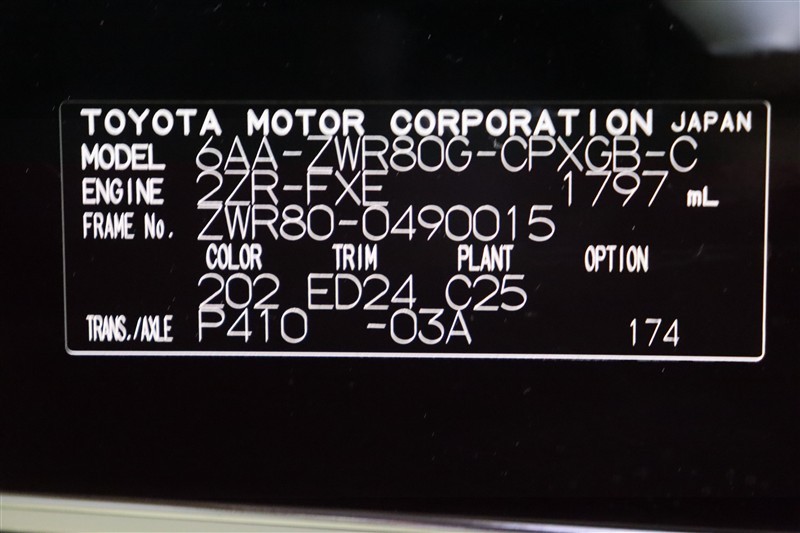 TOYOTA MOTOR CORPORATION JAPAN
MODEL 6AA-ZWR80G-CPXGB-C
ENGINE 2ZR-FXE 1797 mL
FRAME No. ZWR80-0490015
COLOR TRIM PLANT OPTION
202 ED24 C25
TRANS./AXLE P410 -03A 174